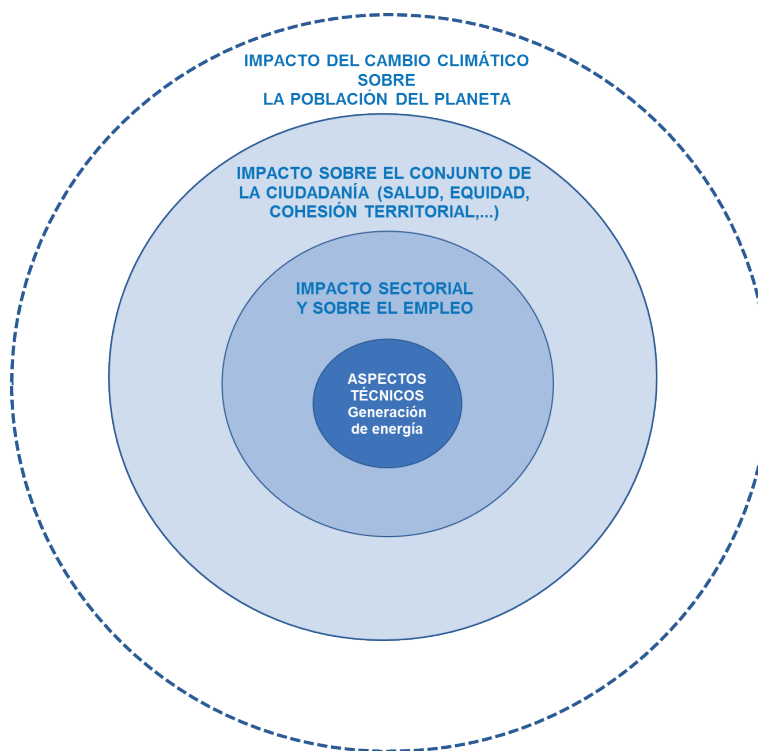 IMPACTO DEL CAMBIO CLIMÁTICO
SOBRE
LA POBLACIÓN DEL PLANETA
IMPACTO SOBRE EL CONJUNTO DE
LA CIUDADANÍA (SALUD, EQUIDAD,
COHESIÓN TERRITORIAL,...)
IMPACTO SECTORIAL
Y SOBRE EL EMPLEO
ASPECTOS
TÉCNICOS
Generación
de energía